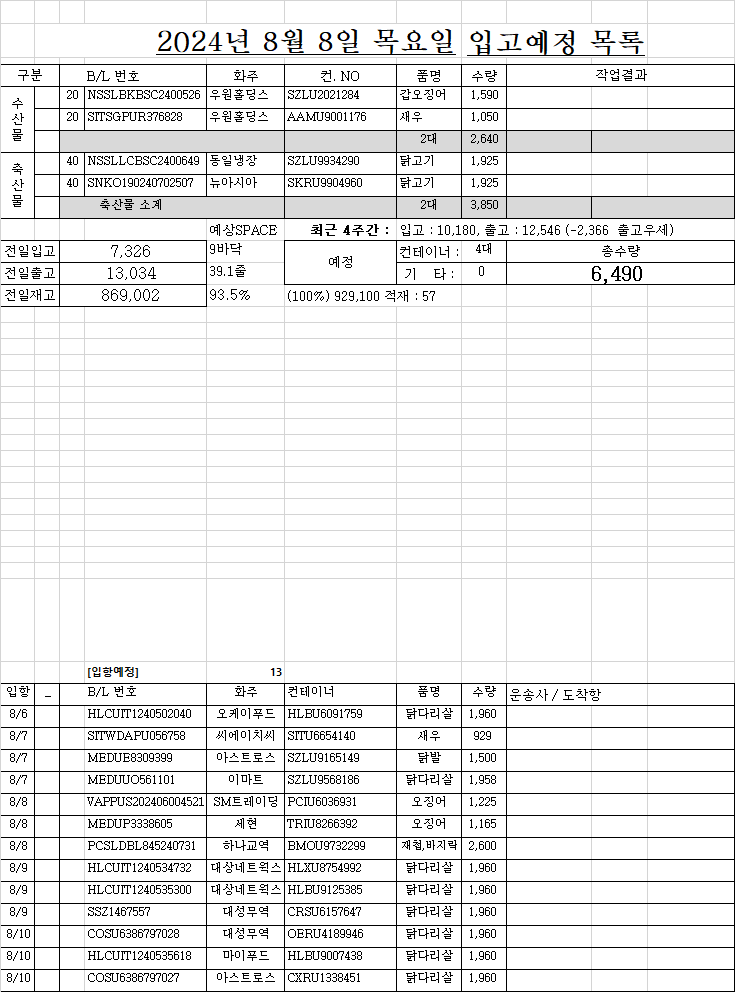 2024년 8월 8일 목요일 입고예정 목록
구분 B/L 번호 화주 컨. NO 품명 수량 작업결과
수산물
20 NSSLBKBSC2400526 우원홀딩스 SZLU2021284 갑오징어 1,590
20 SITSGPUR376828 우원홀딩스 AAMU9001176 새우 1,050
2대 2,640
축산물
40 NSSLLCBSC2400649 동일냉장 SZLU9934290 닭고기 1,925
40 SNKO190240702507 뉴아시아 SKRU9904960 닭고기 1,925
축산물 소계 2대 3,850
예상SPACE 최근 4주간 : 입고 : 10,180, 출고 : 12,546 (-2,366 출고우세)
전일입고 7,326 9바닥 예정 컨테이너 : 4대 총수량
전일출고 13,034 39.1줄 기 타 : 0 6,490
전일재고 869,002 93.5% (100%) 929,100 적재 : 57
[입항예정] 13
입항 _ B/L 번호 화주 컨테이너 품명 수량 운송사 / 도착항
8/6 HLCUIT1240502040 오케이푸드 HLBU6091759 닭다리살 1,960
8/7 SITWDAPU056758 씨에이치씨 SITU6654140 새우 929
8/7 MEDUE8309399 아스트로스 SZLU9165149 닭발 1,500
8/7 MEDUUO561101 이마트 SZLU9568186 닭다리살 1,958
8/8 VAPPUS202406004521 SM트레이딩 PCIU6036931 오징어 1,225
8/8 MEDUP3338605 세현 TRIU8266392 오징어 1,165
8/8 PCSLDBL845240731 하나교역 BMOU9732299 재첩,바지락 2,600
8/9 HLCUIT1240534732 대상네트웍스 HLXU8754992 닭다리살 1,960
8/9 HLCUIT1240535300 대상네트웍스 HLBU9125385 닭다리살 1,960
8/9 SSZ1467557 대성무역 CRSU6157647 닭다리살 1,960
8/10 COSU6386797028 대성무역 OERU4189946 닭다리살 1,960
8/10 HLCUIT1240535618 마이푸드 HLBU9007438 닭다리살 1,960
8/10 COSU6386797027 아스트로스 CXRU1338451 닭다리살 1,960